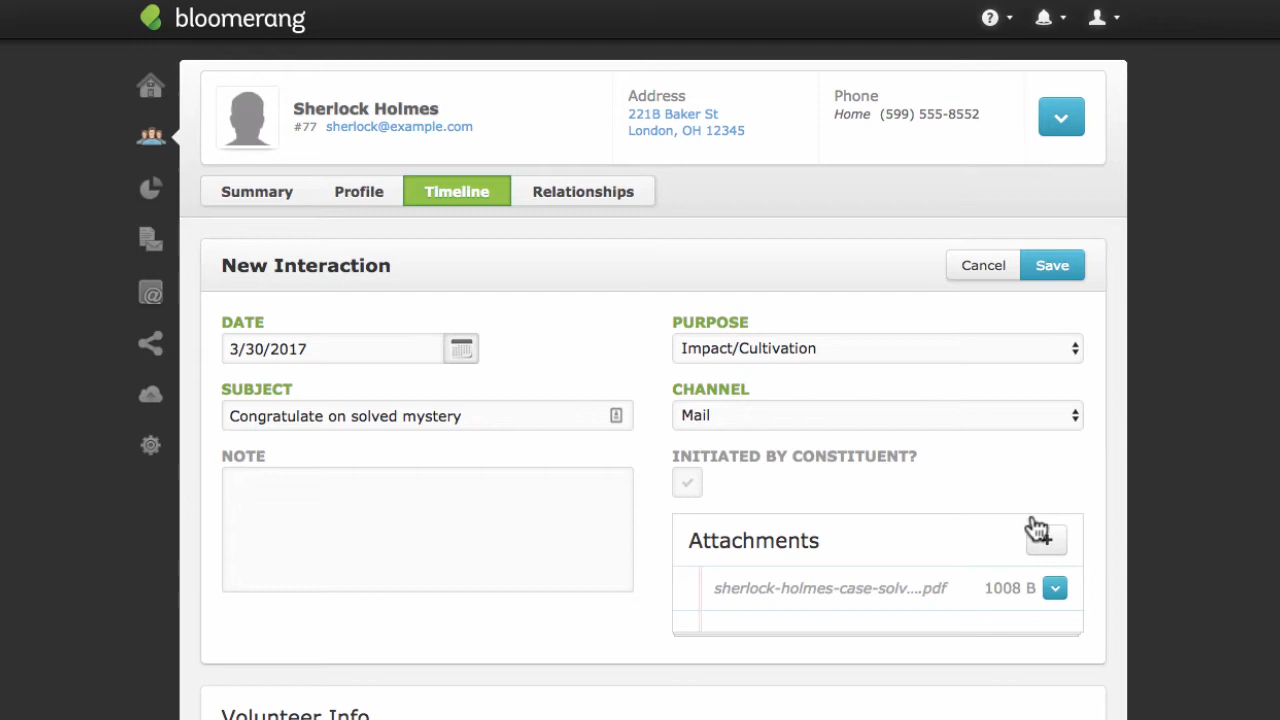 bloomerang
Sherlock Holmes
#77 sherlock@example.com
Address
221B Baker St
London, OH 12345
Phone
Home (599) 555-8552
Summary Profile Timeline Relationships
New Interaction
Cancel Save
DATE
3/30/2017
PURPOSE
Impact/Cultivation
SUBJECT
Congratulate on solved mystery
CHANNEL
Mail
NOTE
INITIATED BY CONSTITUENT?
Attachments
sherlock-holmes-case-solv....pdf 1008 B
Volunteer Info